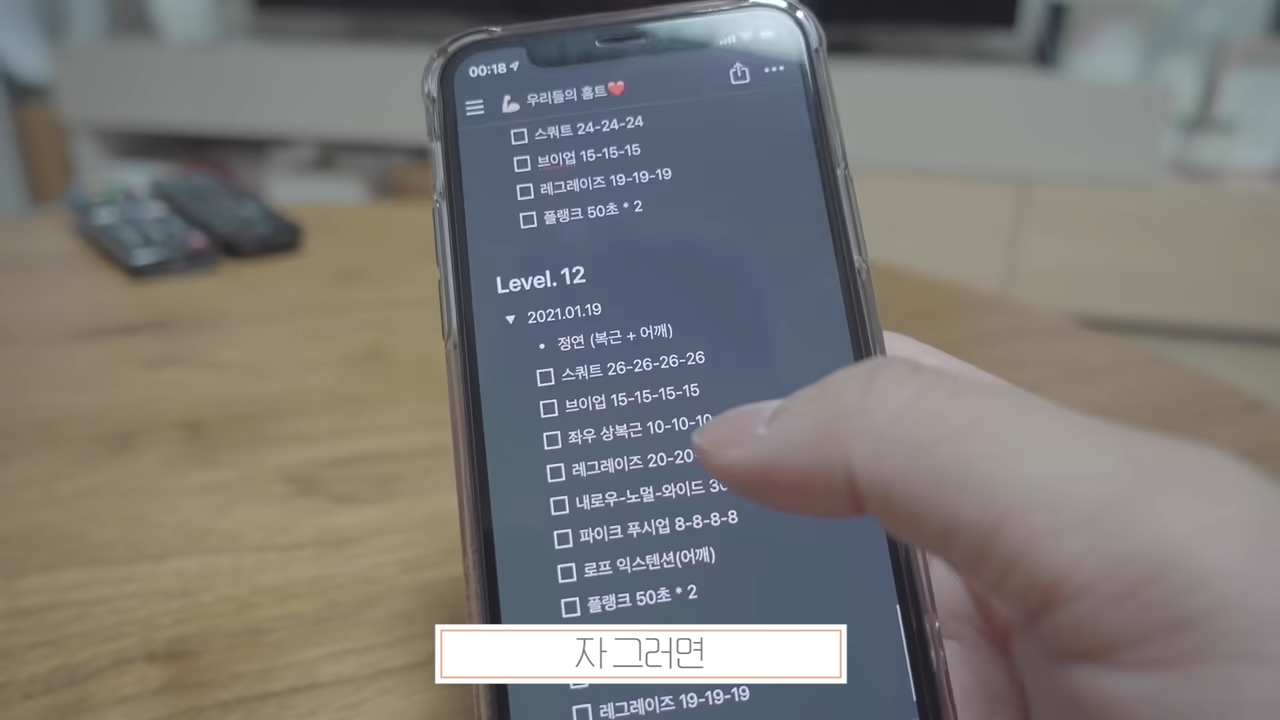 00:18
우리들의 홈트
스쿼트 24-24-24
브이업 15-15-15
레그레이즈 19-19-19
플랭크 50초 * 2
Level. 12
2021.01.19
정연 (복근 + 어깨)
스쿼트 26-26-26-26
브이업 15-15-15-15
좌우 상복근 10-10-10
레그레이즈 20-20-
내로우-노멀-와이드
파이크 푸시업 8-8-8-8
로프 익스텐션(어깨)
플랭크 50초 * 2
자 그러면
레그레이즈 19-19-19